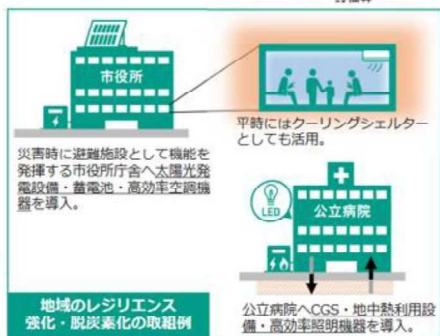 市役所
平時にはクーリングシェルター
としても活用。
災害時に避難施設として機能を
発揮する市役所庁舎へ太陽光発
電設備・蓄電池・高効率空調機
器を導入。
LED
公立病院
地域のレジリエンス
強化・脱炭素化の取組例
公立病院へCGS・地中熱利用設
備・高効率照明機器を導入。